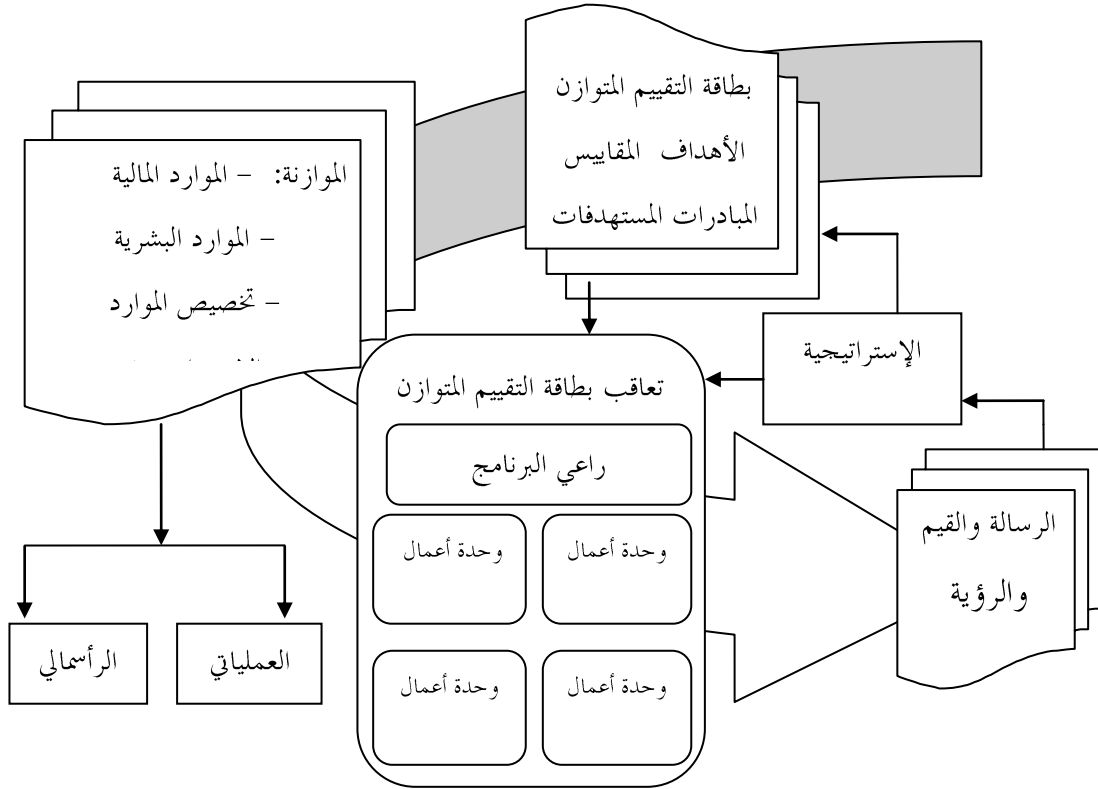 بطاقة التقييم المتوازن
الأهداف المقاييس
المبادرات المستهدفات
الموازنة: – الموارد المالية
– الموارد البشرية
– تخصيص الموارد
الإستراتيجية
تعاقب بطاقة التقييم المتوازن
راعي البرنامج
وحدة أعمال
وحدة أعمال
وحدة أعمال
وحدة أعمال
الرسالة والقيم
والرؤية
العملياتي
الرأسمالي